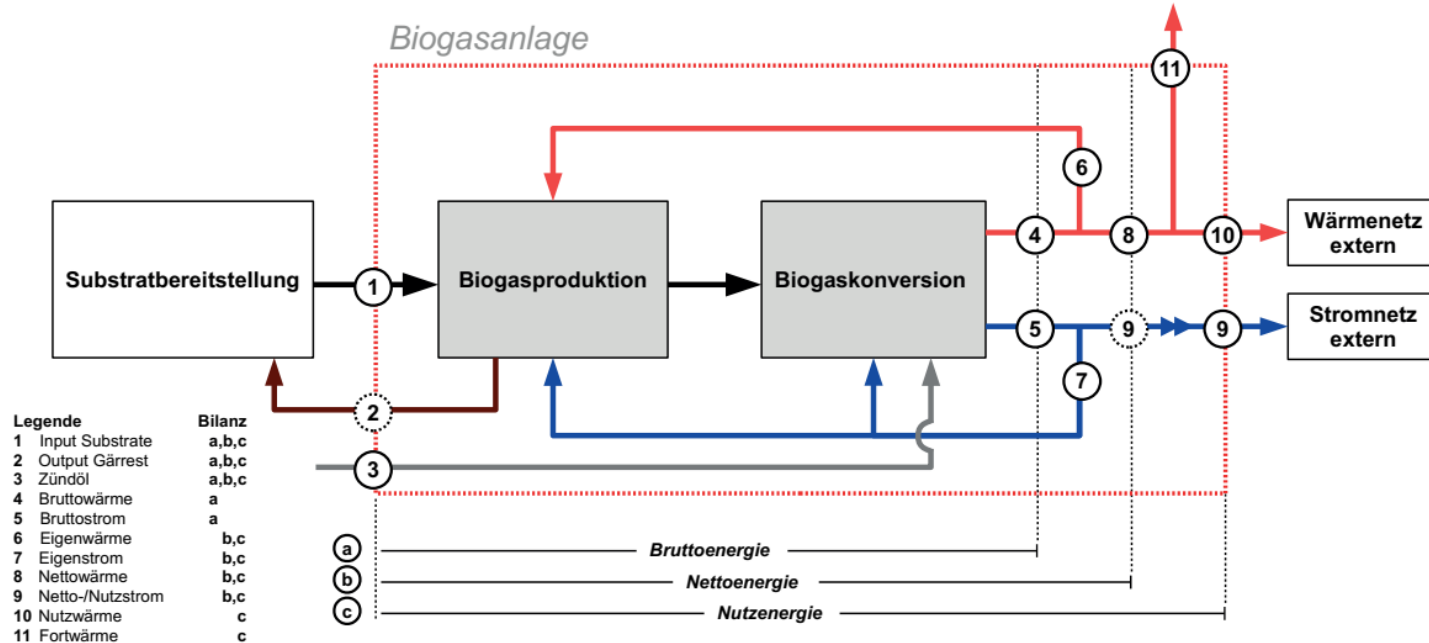 Biogasanlage
11
6
Substratbereitstellung
1
Biogasproduktion
Biogaskonversion
4
8
10
Wärmenetz
extern
5
9
9
Stromnetz
extern
7
2
3
Legende Bilanz
1 Input Substrate a,b,c
2 Output Gärrest a,b,c
3 Zündöl a,b,c
4 Bruttowärme a
5 Bruttostrom a
6 Eigenwärme b,c
7 Eigenstrom b,c
8 Nettowärme b,c
9 Netto-/Nutzstrom b,c
10 Nutzwärme c
11 Fortwärme c
a Bruttoenergie
b Nettoenergie
c Nutzenergie